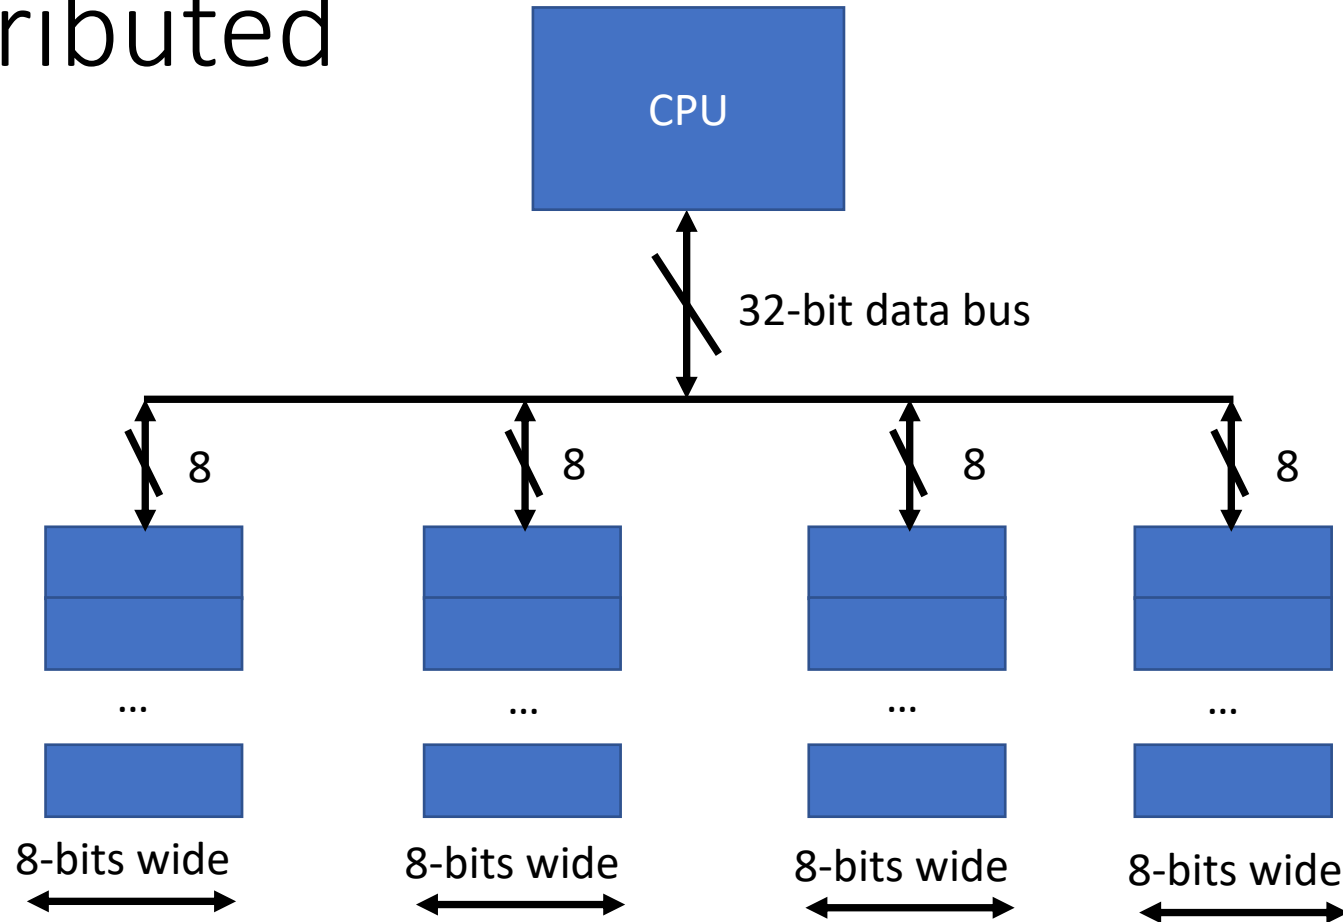 ributed
CPU
32-bit data bus
8
8
8
8
...
...
...
...
8-bits wide
8-bits wide
8-bits wide
8-bits wide